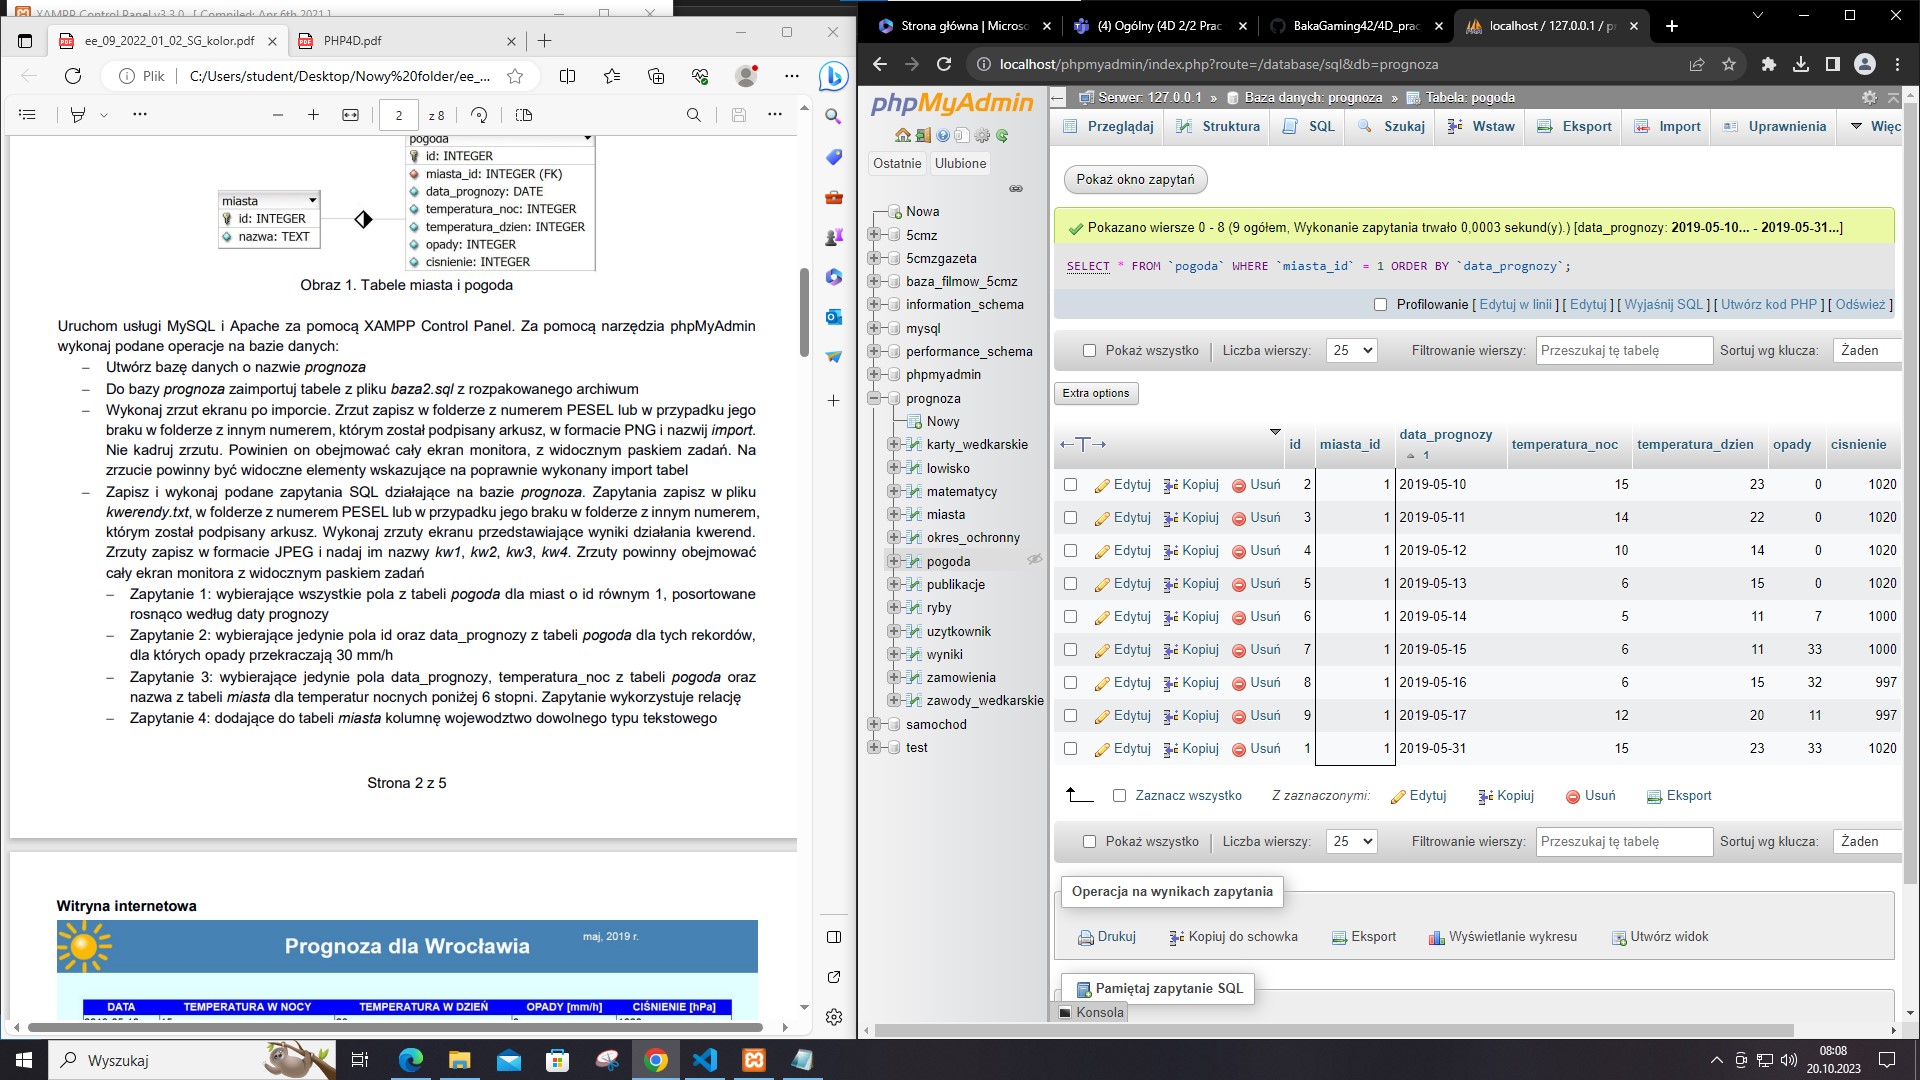 XAMPP Control Panel v3.3.0 [ Compiled: Apr 6th 2021 ]
ee_09_2022_01_02_SG_kolor.pdf
PHP4D.pdf
Plik
C:/Users/student/Desktop/Nowy%20folder/ee_...
2
z 8
pogoda
id: INTEGER
miasta_id: INTEGER (FK)
data_prognozy: DATE
temperatura_noc: INTEGER
temperatura_dzien: INTEGER
opady: INTEGER
cisnienie: INTEGER
miasta
id: INTEGER
nazwa: TEXT
Obraz 1. Tabele miasta i pogoda
Uruchom usługi MySQL i Apache za pomocą XAMPP Control Panel. Za pomocą narzędzia phpMyAdmin
wykonaj podane operacje na bazie danych:
– Utwórz bazę danych o nazwie prognoza
– Do bazy prognoza zaimportuj tabele z pliku baza2.sql z rozpakowanego archiwum
– Wykonaj zrzut ekranu po imporcie. Zrzut zapisz w folderze z numerem PESEL lub w przypadku jego
braku w folderze z innym numerem, którym został podpisany arkusz, w formacie PNG i nazwij import.
Nie kadruj zrzutu. Powinien on obejmować cały ekran monitora, z widocznym paskiem zadań. Na
zrzucie powinny być widoczne elementy wskazujące na poprawnie wykonany import tabel
– Zapisz i wykonaj podane zapytania SQL działające na bazie prognoza. Zapytania zapisz w pliku
kwerendy.txt, w folderze z numerem PESEL lub w przypadku jego braku w folderze z innym numerem,
którym został podpisany arkusz. Wykonaj zrzuty ekranu przedstawiające wyniki działania kwerend.
Zrzuty zapisz w formacie JPEG i nadaj im nazwy kw1, kw2, kw3, kw4. Zrzuty powinny obejmować
cały ekran monitora z widocznym paskiem zadań
– Zapytanie 1: wybierające wszystkie pola z tabeli pogoda dla miast o id równym 1, posortowane
rosnąco według daty prognozy
– Zapytanie 2: wybierające jedynie pola id oraz data_prognozy z tabeli pogoda dla tych rekordów,
dla których opady przekraczają 30 mm/h
– Zapytanie 3: wybierające jedynie pola data_prognozy, temperatura_noc z tabeli pogoda oraz
nazwa z tabeli miasta dla temperatur nocnych poniżej 6 stopni. Zapytanie wykorzystuje relację
– Zapytanie 4: dodające do tabeli miasta kolumnę wojewodztwo dowolnego typu tekstowego
Strona 2 z 5
Witryna internetowa
Prognoza dla Wrocławia
maj, 2019 r.
DATA TEMPERATURA W NOCY TEMPERATURA W DZIEŃ OPADY [mm/h] CIŚNIENIE [hPa]
Strona główna | Microso
(4) Ogólny (4D 2/2 Prac
BakaGaming42/4D_prac
localhost / 127.0.0.1 / pr
localhost/phpmyadmin/index.php?route=/database/sql&db=prognoza
phpMyAdmin
Ostatnie
Ulubione
Nowa
5cmz
5cmzgazeta
baza_filmow_5cmz
information_schema
mysql
performance_schema
phpmyadmin
prognoza
Nowy
karty_wedkarskie
lowisko
matematycy
miasta
okres_ochronny
pogoda
publikacje
ryby
uzytkownik
wyniki
zamowienia
zawody_wedkarskie
samochod
test
Serwer: 127.0.0.1 » Baza danych: prognoza » Tabela: pogoda
Przeglądaj Struktura SQL Szukaj Wstaw Eksport Import Uprawnienia Więc
Pokaż okno zapytań
Pokazano wiersze 0 - 8 (9 ogółem, Wykonanie zapytania trwało 0,0003 sekund(y).) [data_prognozy: 2019-05-10... - 2019-05-31...]
SELECT * FROM `pogoda` WHERE `miasta_id` = 1 ORDER BY `data_prognozy`;
Profilowanie [ Edytuj w linii ] [ Edytuj ] [ Wyjaśnij SQL ] [ Utwórz kod PHP ] [ Odśwież ]
Pokaż wszystko Liczba wierszy: 25 Filtrowanie wierszy: Przeszukaj tę tabelę Sortuj wg klucza: Żaden
Extra options
←T→ id miasta_id data_prognozy 1 temperatura_noc temperatura_dzien opady cisnienie
Edytuj Kopiuj Usuń 2 1 2019-05-10 15 23 0 1020
Edytuj Kopiuj Usuń 3 1 2019-05-11 14 22 0 1020
Edytuj Kopiuj Usuń 4 1 2019-05-12 10 14 0 1020
Edytuj Kopiuj Usuń 5 1 2019-05-13 6 15 0 1020
Edytuj Kopiuj Usuń 6 1 2019-05-14 5 11 7 1000
Edytuj Kopiuj Usuń 7 1 2019-05-15 6 11 33 1000
Edytuj Kopiuj Usuń 8 1 2019-05-16 6 15 32 997
Edytuj Kopiuj Usuń 9 1 2019-05-17 12 20 11 997
Edytuj Kopiuj Usuń 1 1 2019-05-31 15 23 33 1020
Zaznacz wszystko Z zaznaczonymi: Edytuj Kopiuj Usuń Eksport
Pokaż wszystko Liczba wierszy: 25 Filtrowanie wierszy: Przeszukaj tę tabelę Sortuj wg klucza: Żaden
Operacja na wynikach zapytania
Drukuj Kopiuj do schowka Eksport Wyświetlanie wykresu Utwórz widok
Pamiętaj zapytanie SQL
Konsola
Wyszukaj
08:08
20.10.2023